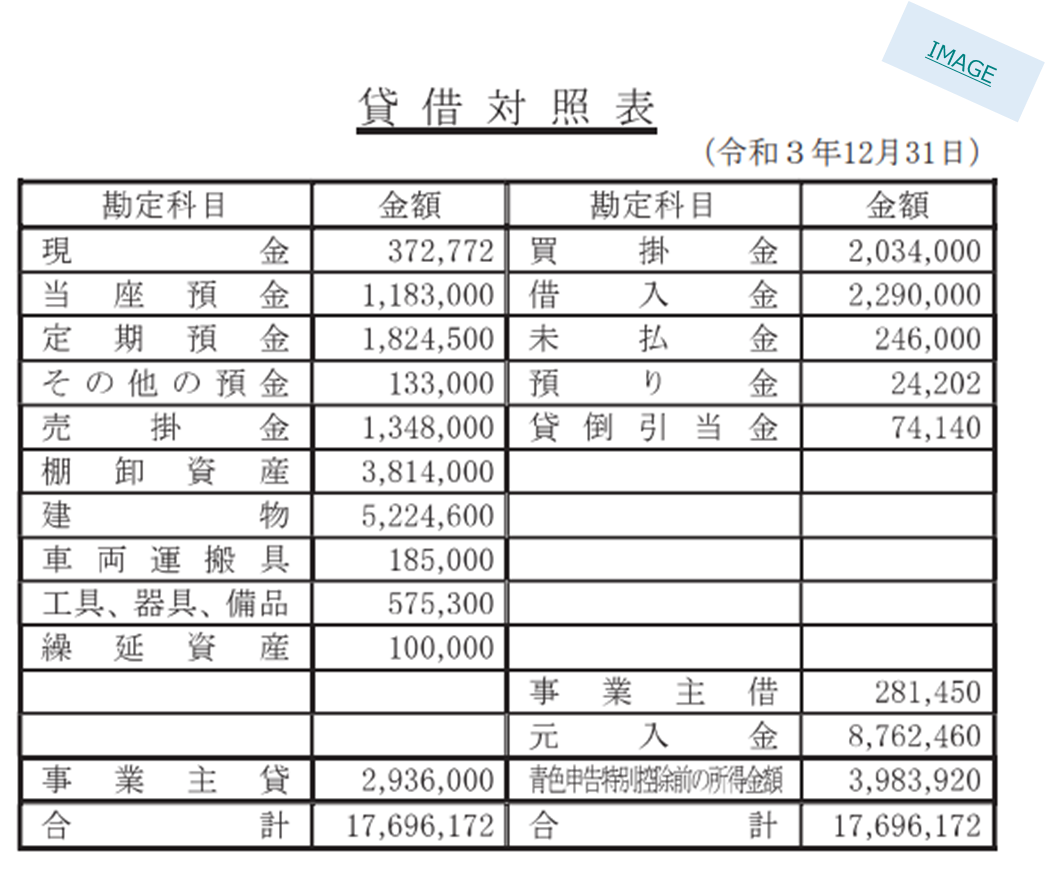 IMAGE
貸借対照表
（令和３年12月31日）
勘定科目 金額 勘定科目 金額
現金 372,772 買掛金 2,034,000
当座預金 1,183,000 借入金 2,290,000
定期預金 1,824,500 未払金 246,000
その他の預金 133,000 預り金 24,202
売掛金 1,348,000 貸倒引当金 74,140
棚卸資産 3,814,000
建物 5,224,600
車両運搬具 185,000
工具、器具、備品 575,300
繰延資産 100,000
事業主借 281,450
元入金 8,762,460
事業主貸 2,936,000 青色申告特別控除前の所得金額 3,983,920
合計 17,696,172 合計 17,696,172